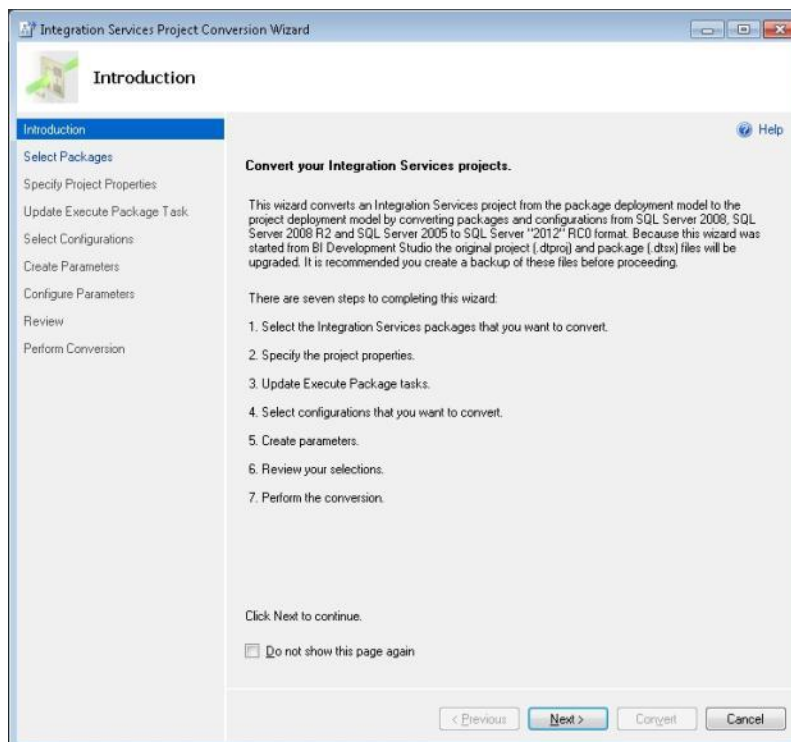 Integration Services Project Conversion Wizard
Introduction
Introduction
Select Packages
Specify Project Properties
Update Execute Package Task
Select Configurations
Create Parameters
Configure Parameters
Review
Perform Conversion
Help
Convert your Integration Services projects.
This wizard converts an Integration Services project from the package deployment model to the
project deployment model by converting packages and configurations from SQL Server 2008, SQL
Server 2008 R2 and SQL Server 2005 to SQL Server "2012" RC0 format. Because this wizard was
started from BI Development Studio the original project (.dtproj) and package (.dtsx) files will be
upgraded. It is recommended you create a backup of these files before proceeding.
There are seven steps to completing this wizard:
1. Select the Integration Services packages that you want to convert.
2. Specify the project properties.
3. Update Execute Package tasks.
4. Select configurations that you want to convert.
5. Create parameters.
6. Review your selections.
7. Perform the conversion.
Click Next to continue.
Do not show this page again
< Previous
Next >
Convert
Cancel